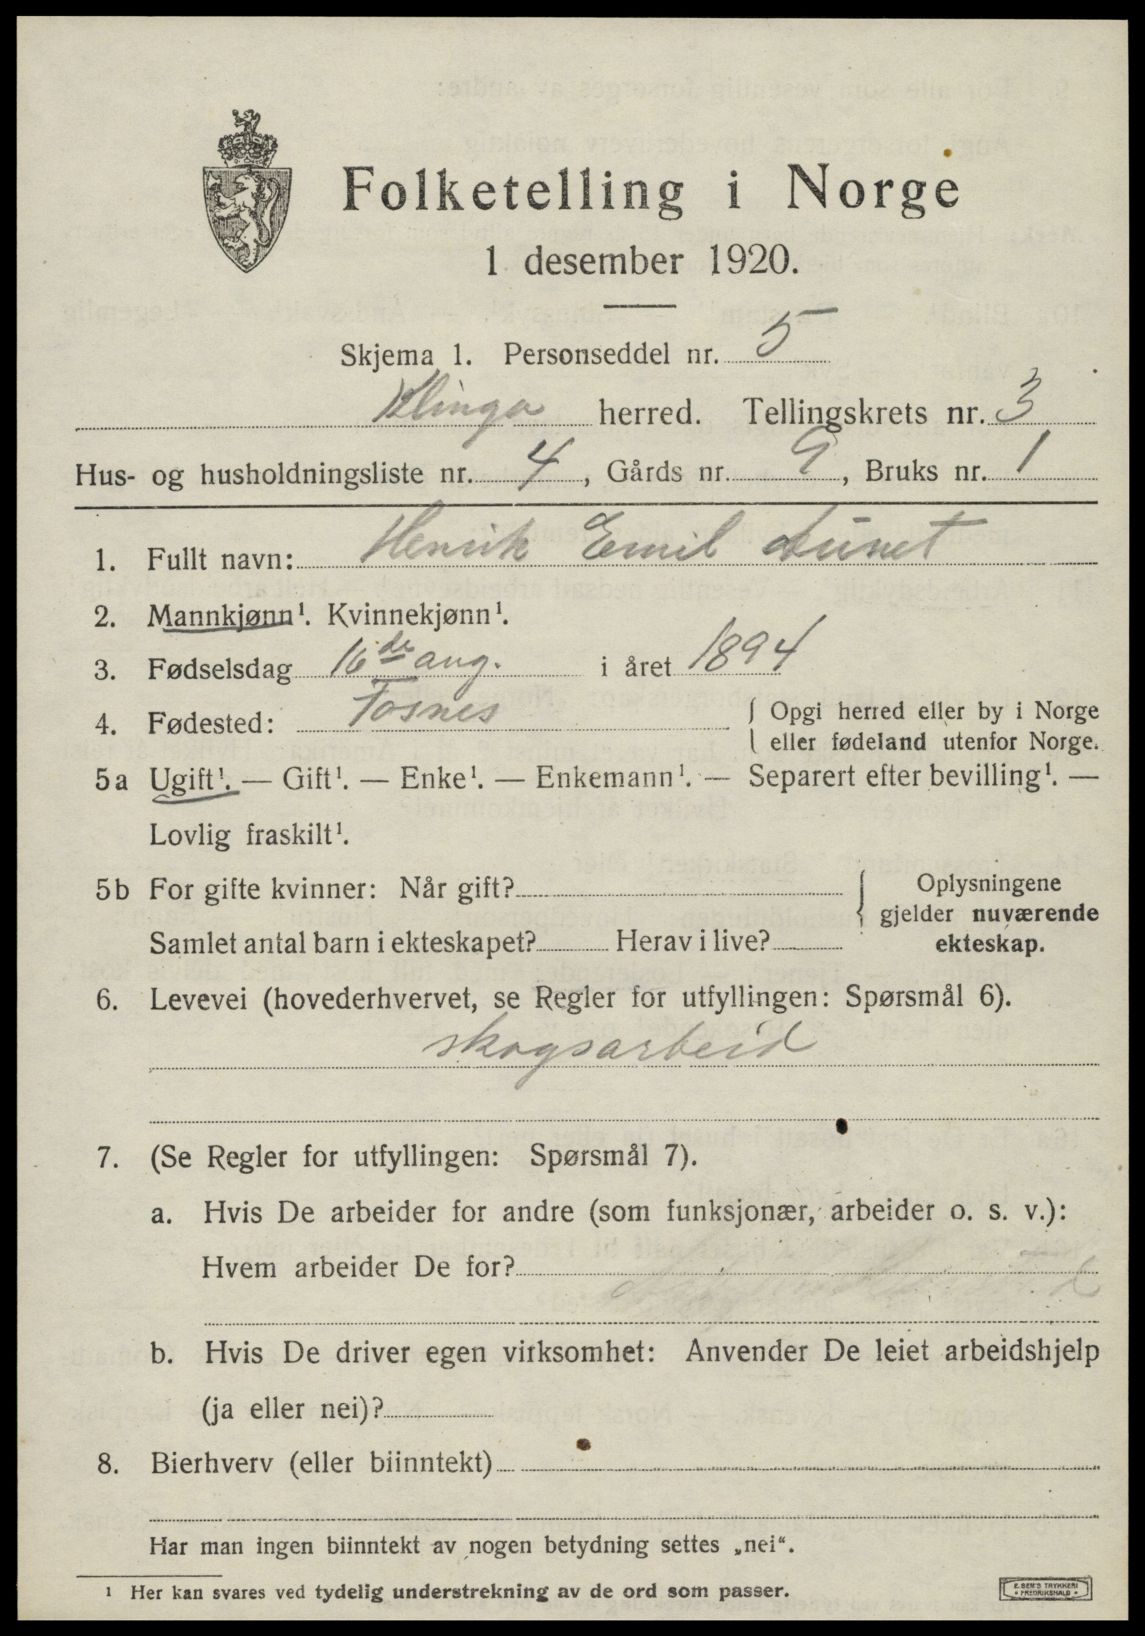 Folketelling i Norge
1 desember 1920.
Skjema 1. Personseddel nr. 5
Klinga herred. Tellingskrets nr. 3
Hus- og husholdningsliste nr. 4, Gårds nr. 9, Bruks nr. 1
1. Fullt navn: Henrik Emil Aunet
2. Mannkjønn¹. Kvinnekjønn¹.
3. Fødselsdag 16de aug. i året 1894
4. Fødested: Fosnes { Opgi herred eller by i Norge
eller fødeland utenfor Norge.
5a Ugift¹. — Gift¹. — Enke¹. — Enkemann¹. — Separert efter bevilling¹. —
Lovlig fraskilt¹.
5b For gifte kvinner: Når gift? { Oplysningene
gjelder nuværende
Samlet antal barn i ekteskapet? Herav i live? ekteskap.
6. Levevei (hovederhvervet, se Regler for utfyllingen: Spørsmål 6).
skogsarbeid
7. (Se Regler for utfyllingen: Spørsmål 7).
a. Hvis De arbeider for andre (som funksjonær, arbeider o. s. v.):
Hvem arbeider De for?
b. Hvis De driver egen virksomhet: Anvender De leiet arbeidshjelp
(ja eller nei)?
8. Bierhverv (eller biinntekt)
Har man ingen biinntekt av nogen betydning settes „nei“.
¹ Her kan svares ved tydelig understrekning av de ord som passer.
E. SEM'S TRYKKERI
FREDRIKSHALD